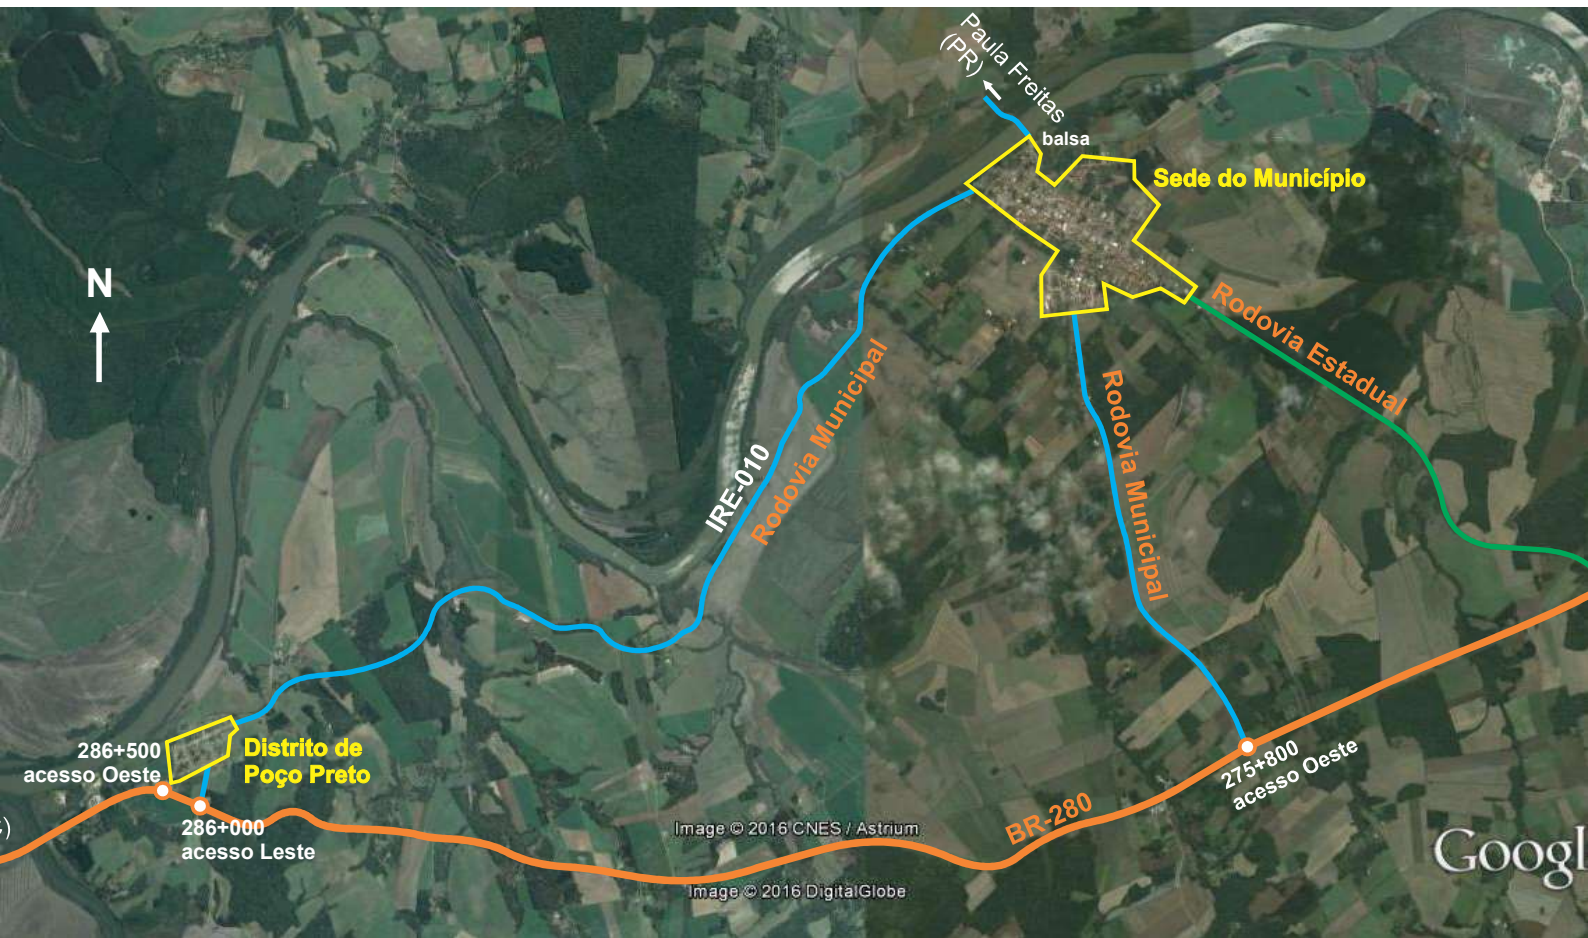 Paula Freitas
(PR)
balsa
Sede do Município
N
Rodovia Estadual
Rodovia Municipal
IRE-010
Rodovia Municipal
286+500
acesso Oeste
Distrito de
Poço Preto
275+800
acesso Oeste
286+000
acesso Leste
BR-280
Image © 2016 CNES / Astrium
Image © 2016 DigitalGlobe
Googl